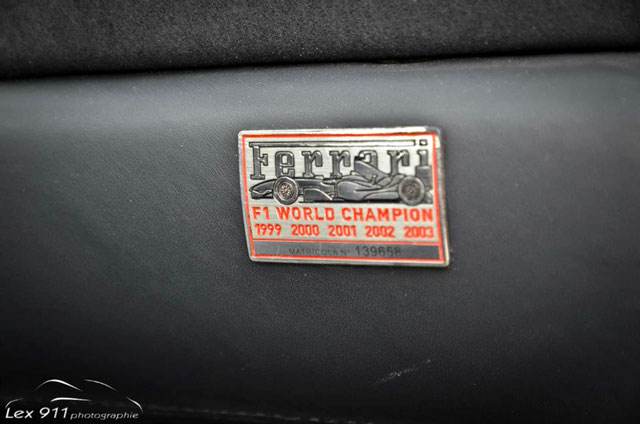 Ferrari
F1 WORLD CHAMPION
1999 2000 2001 2002 2003
MATRICOLA N° 139658
Lex 911 photographie